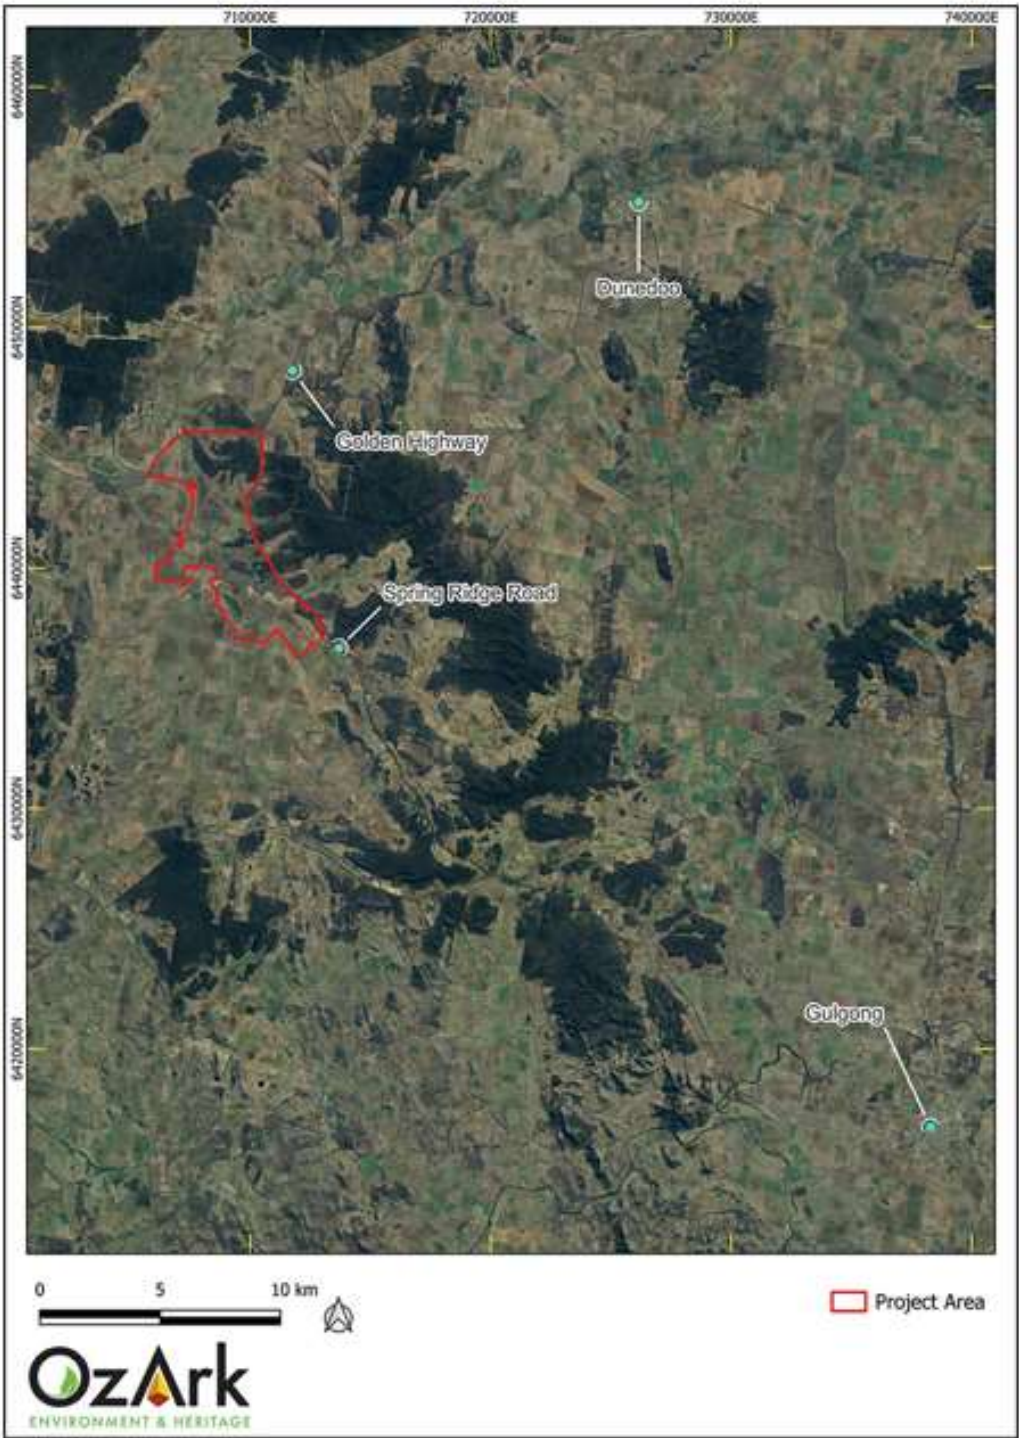 710000E 720000E 730000E 740000E
6460000N
Dunedoo
6450000N
Golden Highway
6440000N
Spring Ridge Road
6430000N
Gulgong
6420000N
0 5 10 km
Project Area
OzArk
ENVIRONMENT & HERITAGE